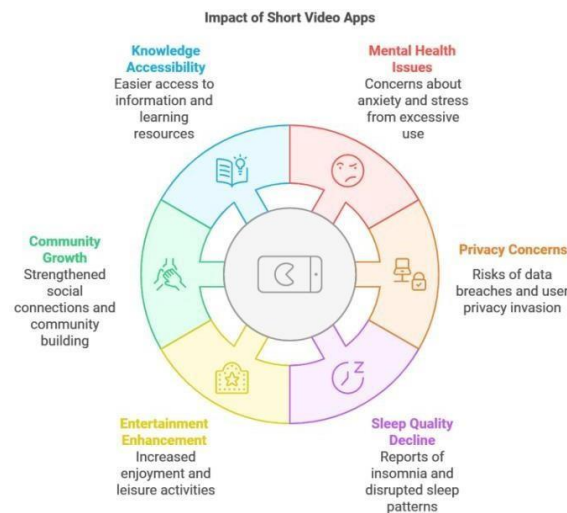 Impact of Short Video Apps
Knowledge
Accessibility
Easier access to
information and
learning
resources
Mental Health
Issues
Concerns about
anxiety and stress
from excessive
use
Community
Growth
Strengthened
social
connections and
community
building
Privacy Concerns
Risks of data
breaches and user
privacy invasion
Entertainment
Enhancement
Increased
enjoyment and
leisure activities
Sleep Quality
Decline
Reports of
insomnia and
disrupted sleep
patterns
Z